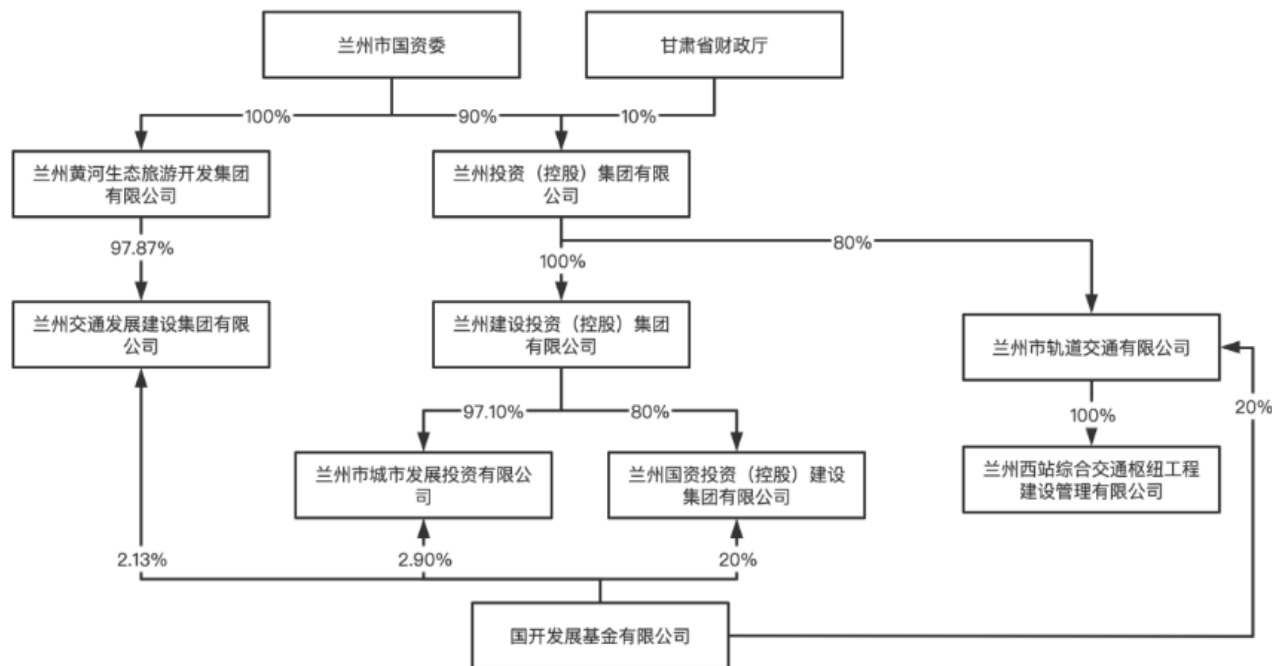 兰州市国资委
甘肃省财政厅
100%
90%
10%
兰州黄河生态旅游开发集团
有限公司
兰州投资（控股）集团有限
公司
97.87%
80%
100%
兰州交通发展建设集团有限
公司
兰州建设投资（控股）集团
有限公司
兰州市轨道交通有限公司
97.10%
80%
100%
20%
兰州市城市发展投资有限公
司
兰州国资投资（控股）建设
集团有限公司
兰州西站综合交通枢纽工程
建设管理有限公司
2.13%
2.90%
20%
国开发展基金有限公司